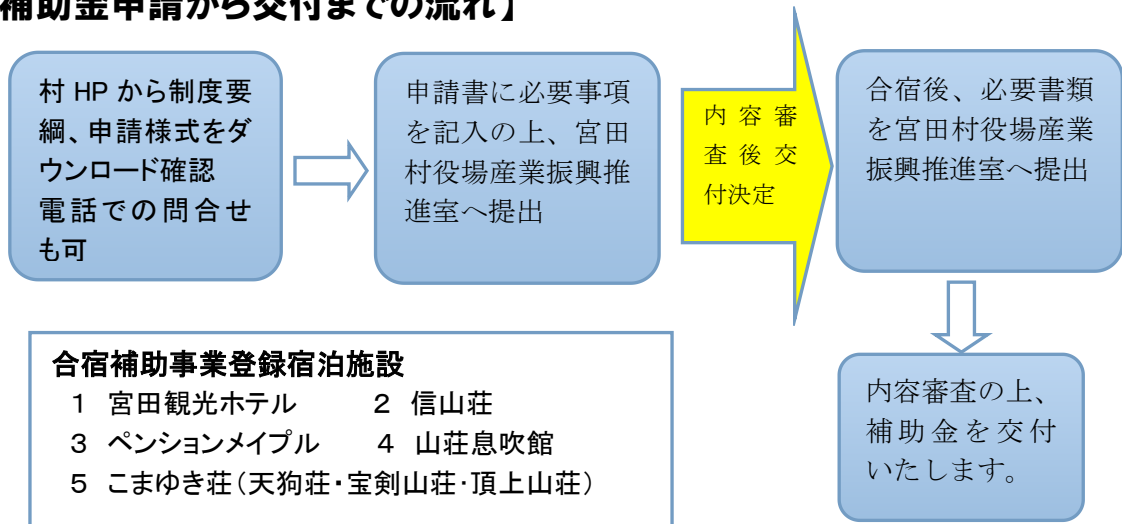 補助金申請から交付までの流れ】
村 HP から制度要
綱、申請様式をダ
ウンロード確認
電話での問合せ
も可
申請書に必要事項
を記入の上、宮田
村役場産業振興推
進室へ提出
内容審
査後交
付決定
合宿後、必要書類
を宮田村役場産業
振興推進室へ提出
内容審査の上、
補助金を交付
いたします。
合宿補助事業登録宿泊施設
1 宮田観光ホテル 2 信山荘
3 ペンションメイプル 4 山荘息吹館
5 こまゆき荘(天狗荘・宝剣山荘・頂上山荘)